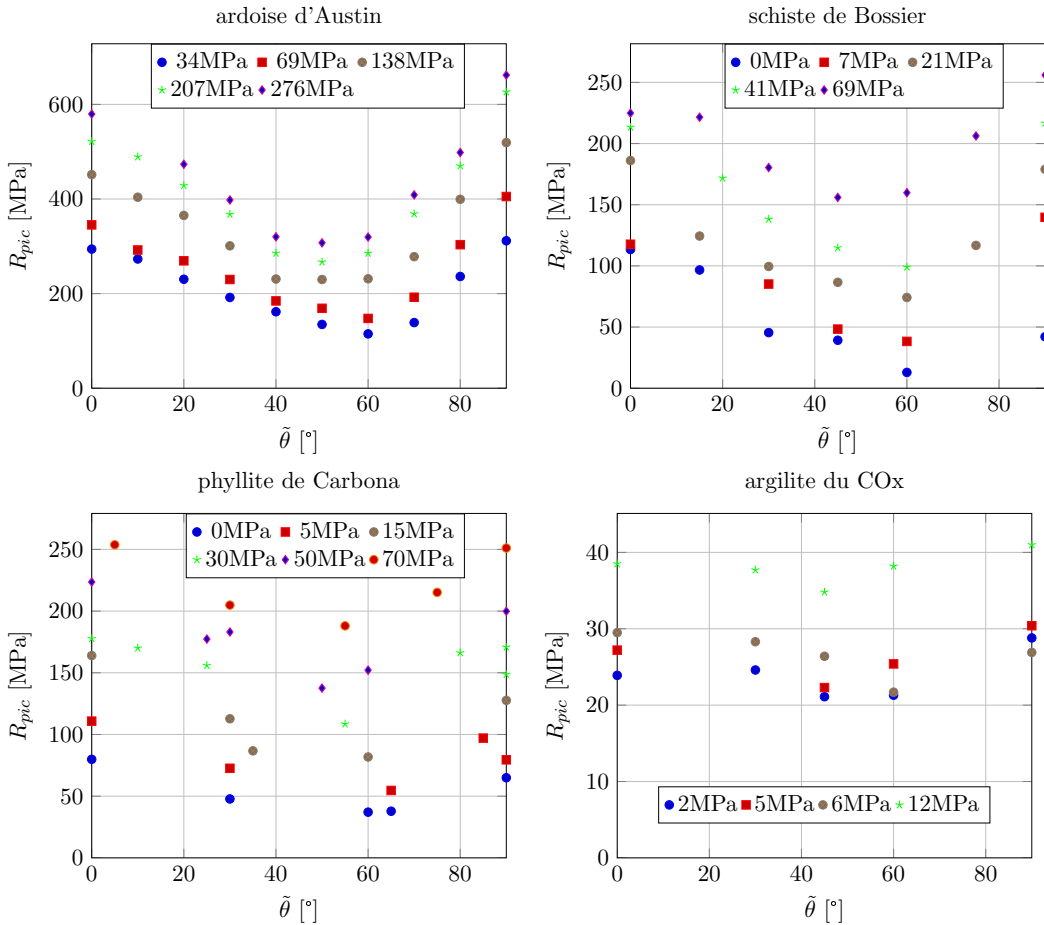 ardoise d'Austin
34MPa 69MPa 138MPa
207MPa 276MPa
600
400
200
0
0 20 40 60 80
R_pic [MPa]
θ̃ [°]
schiste de Bossier
0MPa 7MPa 21MPa
41MPa 69MPa
250
200
150
100
50
0
0 20 40 60 80
R_pic [MPa]
θ̃ [°]
phyllite de Carbona
0MPa 5MPa 15MPa
30MPa 50MPa 70MPa
250
200
150
100
50
0
0 20 40 60 80
R_pic [MPa]
θ̃ [°]
argilite du COx
40
30
20
10
0
2MPa 5MPa 6MPa 12MPa
0 20 40 60 80
R_pic [MPa]
θ̃ [°]